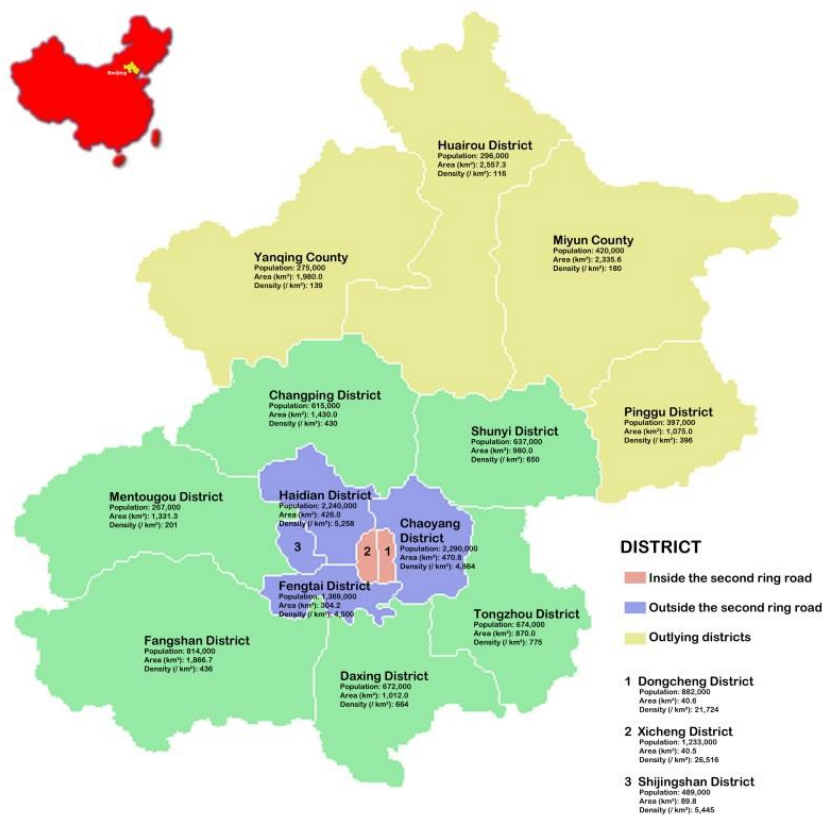 Beijing
Huairou District
Population: 296,000
Area (km²): 2,557.3
Density (/ km²): 116
Miyun County
Population: 420,000
Area (km²): 2,335.6
Density (/ km²): 180
Yanqing County
Population: 275,000
Area (km²): 1,980.0
Density (/ km²): 139
Changping District
Population: 615,000
Area (km²): 1,430.0
Density (/ km²): 430
Pinggu District
Population: 397,000
Area (km²): 1,075.0
Density (/ km²): 396
Shunyi District
Population: 637,000
Area (km²): 980.0
Density (/ km²): 650
Mentougou District
Population: 267,000
Area (km²): 1,331.3
Density (/ km²): 201
Haidian District
Population: 2,240,000
Area (km²): 426.0
Density (/ km²): 5,258
Chaoyang
District
Population: 2,290,000
Area (km²): 470.8
Density (/ km²): 4,864
3
2
1
Fengtai District
Population: 1,369,000
Area (km²): 304.2
Density (/ km²): 4,500
Tongzhou District
Population: 674,000
Area (km²): 870.0
Density (/ km²): 775
Fangshan District
Population: 814,000
Area (km²): 1,866.7
Density (/ km²): 436
Daxing District
Population: 672,000
Area (km²): 1,012.0
Density (/ km²): 664
DISTRICT
Inside the second ring road
Outside the second ring road
Outlying districts
1 Dongcheng District
Population: 882,000
Area (km²): 40.6
Density (/ km²): 21,724
2 Xicheng District
Population: 1,233,000
Area (km²): 40.5
Density (/ km²): 26,516
3 Shijingshan District
Population: 489,000
Area (km²): 89.8
Density (/ km²): 5,445